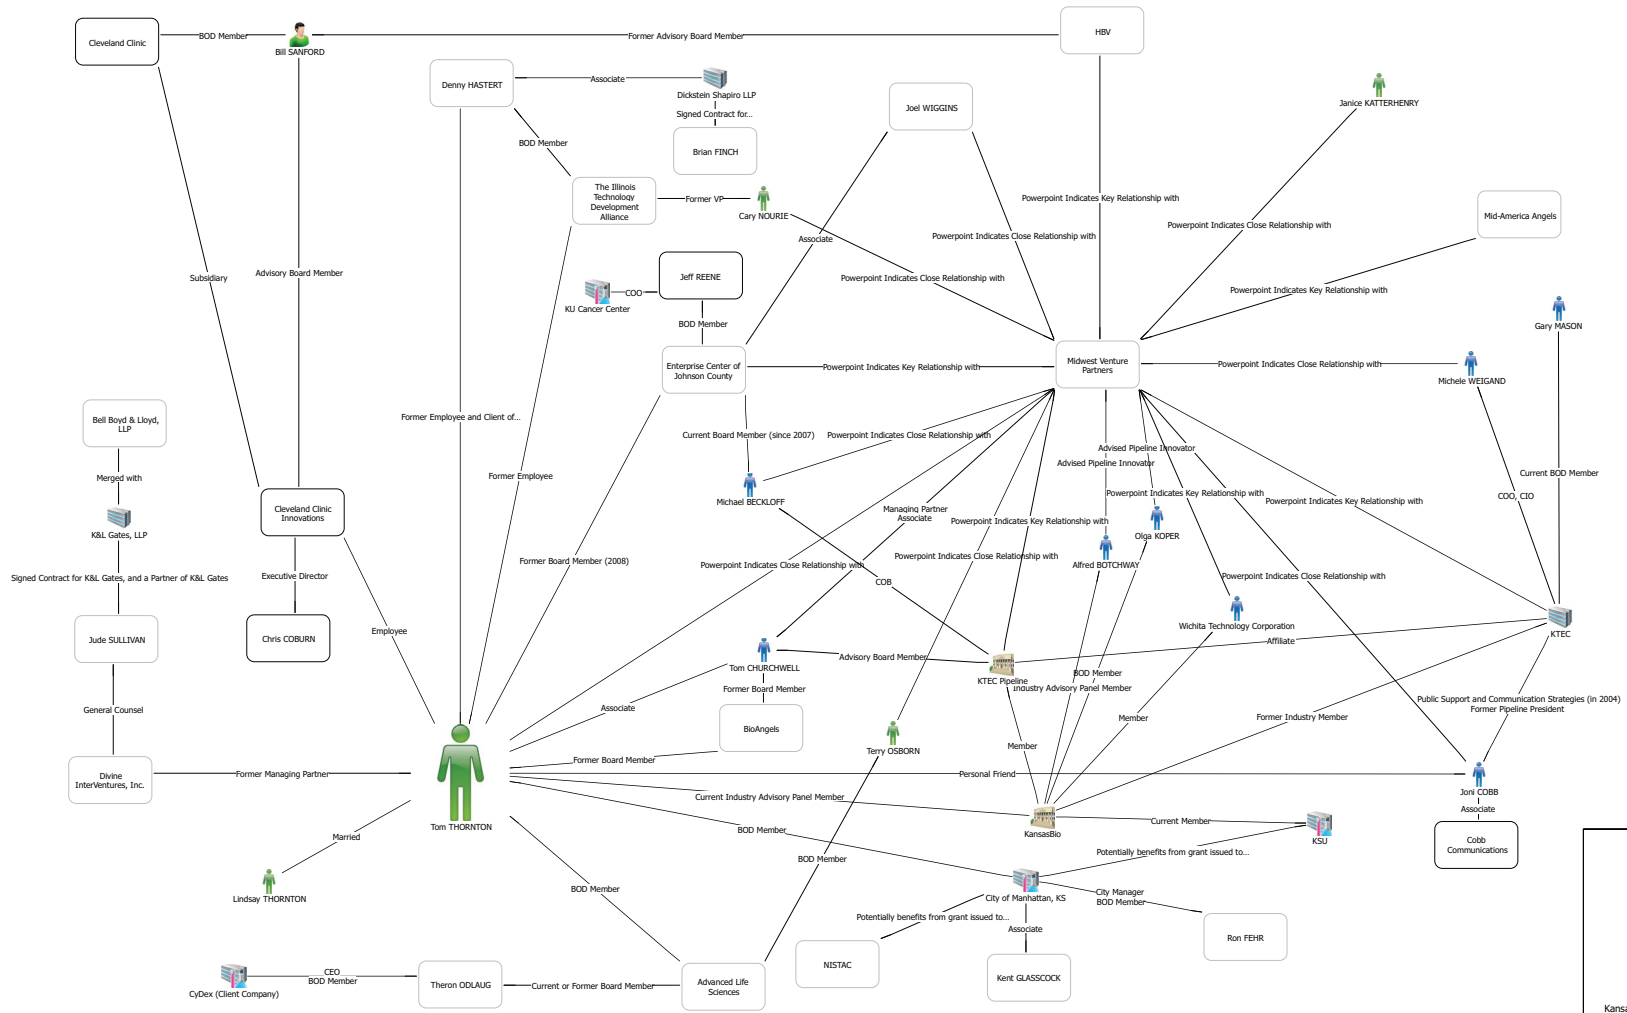 BOD Member
Former Advisory Board Member
HBV
Cleveland Clinic
Bill SANFORD
Denny HASTERT
Associate
Dickstein Shapiro LLP
Signed Contract for...
Brian FINCH
Joel WIGGINS
Janice KATTERHENRY
BOD Member
The Illinois
Technology
Development
Alliance
Former VP
Cary NOURIE
Powerpoint Indicates Key Relationship with
Mid-America Angels
Powerpoint Indicates Close Relationship with
Powerpoint Indicates Close Relationship with
Associate
Subsidiary
Advisory Board Member
Jeff REENE
COO
KU Cancer Center
Powerpoint Indicates Close Relationship with
Powerpoint Indicates Key Relationship with
BOD Member
Gary MASON
Enterprise Center of
Johnson County
Powerpoint Indicates Key Relationship with
Midwest Venture
Partners
Powerpoint Indicates Close Relationship with
Michele WEIGAND
Bell Boyd & Lloyd,
LLP
Former Employee and Client of...
Current Board Member (since 2007)
Powerpoint Indicates Close Relationship with
Advised Pipeline Innovator
Advised Pipeline Innovator
Merged with
Former Employee
Current BOD Member
Michael BECKLOFF
Powerpoint Indicates Key Relationship with
COO, CIO
Powerpoint Indicates Key Relationship with
Cleveland Clinic
Innovations
Managing Partner
Associate
Powerpoint Indicates Key Relationship with
K&L Gates, LLP
Olga KOPER
Powerpoint Indicates Close Relationship with
Former Board Member (2008)
Powerpoint Indicates Close Relationship with
Alfred BOTCHWAY
Signed Contract for K&L Gates, and a Partner of K&L Gates
Executive Director
COB
Powerpoint Indicates Close Relationship with
Jude SULLIVAN
Chris COBURN
Employee
Wichita Technology Corporation
KTEC
Affiliate
Tom CHURCHWELL
Advisory Board Member
KTEC Pipeline
BOD Member
Industry Advisory Panel Member
Former Board Member
General Counsel
Associate
Public Support and Communication Strategies (in 2004)
Former Pipeline President
Member
Former Industry Member
BioAngels
Terry OSBORN
Member
Former Board Member
Divine
InterVentures, Inc.
Former Managing Partner
Personal Friend
Joni COBB
Current Industry Advisory Panel Member
Associate
Tom THORNTON
Married
BOD Member
KansasBio
Current Member
KSU
Cobb
Communications
Potentially benefits from grant issued to...
BOD Member
Lindsay THORNTON
BOD Member
City of Manhattan, KS
City Manager
BOD Member
Potentially benefits from grant issued to...
Associate
Ron FEHR
NISTAC
Kent GLASSCOCK
CEO
BOD Member
CyDex (Client Company)
Theron ODLAUG
Current or Former Board Member
Advanced Life
Sciences
Kansa